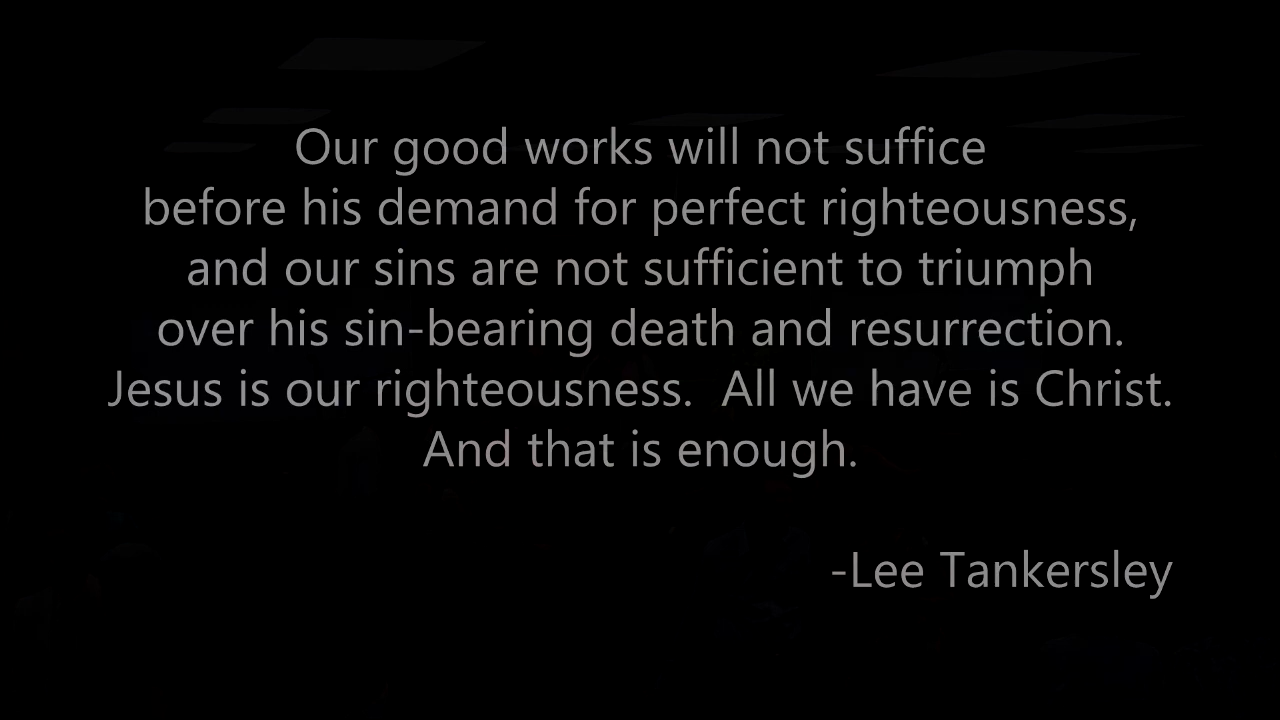 Our good works will not suffice
before his demand for perfect righteousness,
and our sins are not sufficient to triumph
over his sin-bearing death and resurrection.
Jesus is our righteousness.  All we have is Christ.
And that is enough.
-Lee Tankersley